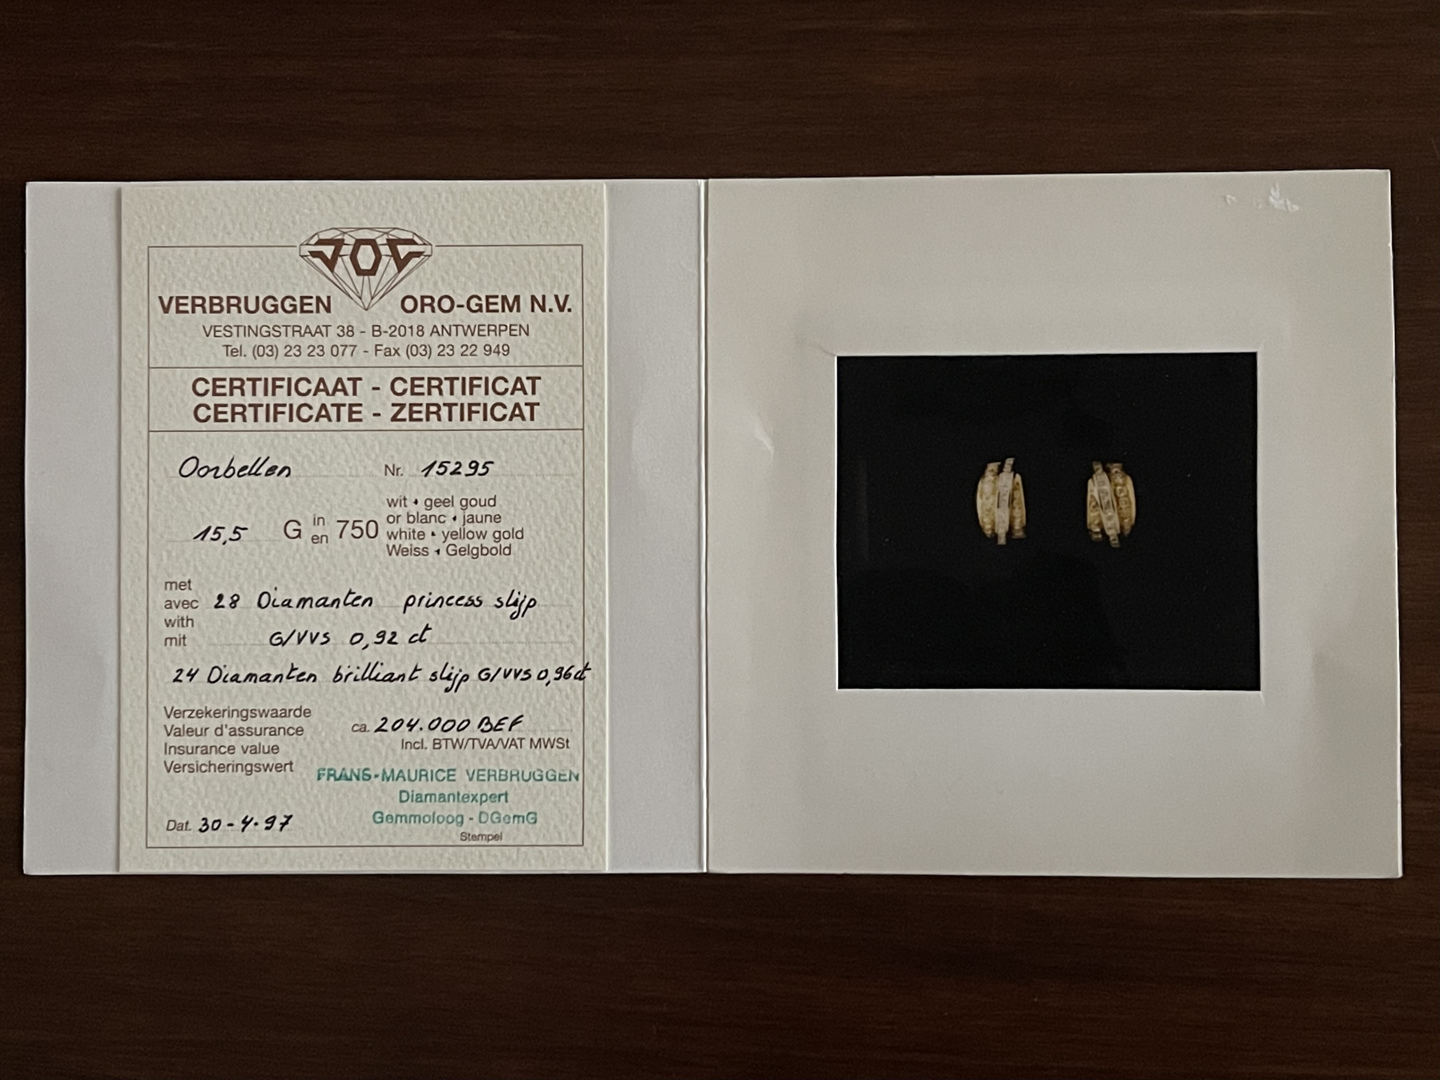 VOG
VERBRUGGEN ORO-GEM N.V.
VESTINGSTRAAT 38 - B-2018 ANTWERPEN
Tel. (03) 23 23 077 - Fax (03) 23 22 949
CERTIFICAAT - CERTIFICAT
CERTIFICATE - ZERTIFICAT
Oorbellen Nr. 15295
15,5 G in en 750
wit • geel goud
or blanc • jaune
white • yellow gold
Weiss • Gelgbold
met
avec 28 Diamanten princess slijp
with
mit G/VVS 0,92 ct
24 Diamanten brilliant slijp G/VVS 0,96ct
Verzekeringswaarde
Valeur d'assurance ca. 204.000 BEF
Insurance value Incl. BTW/TVA/VAT MWSt
Versicheringswert
FRANS-MAURICE VERBRUGGEN
Diamantexpert
Gemmoloog - DGemG
Dat. 30-4-97 Stempel